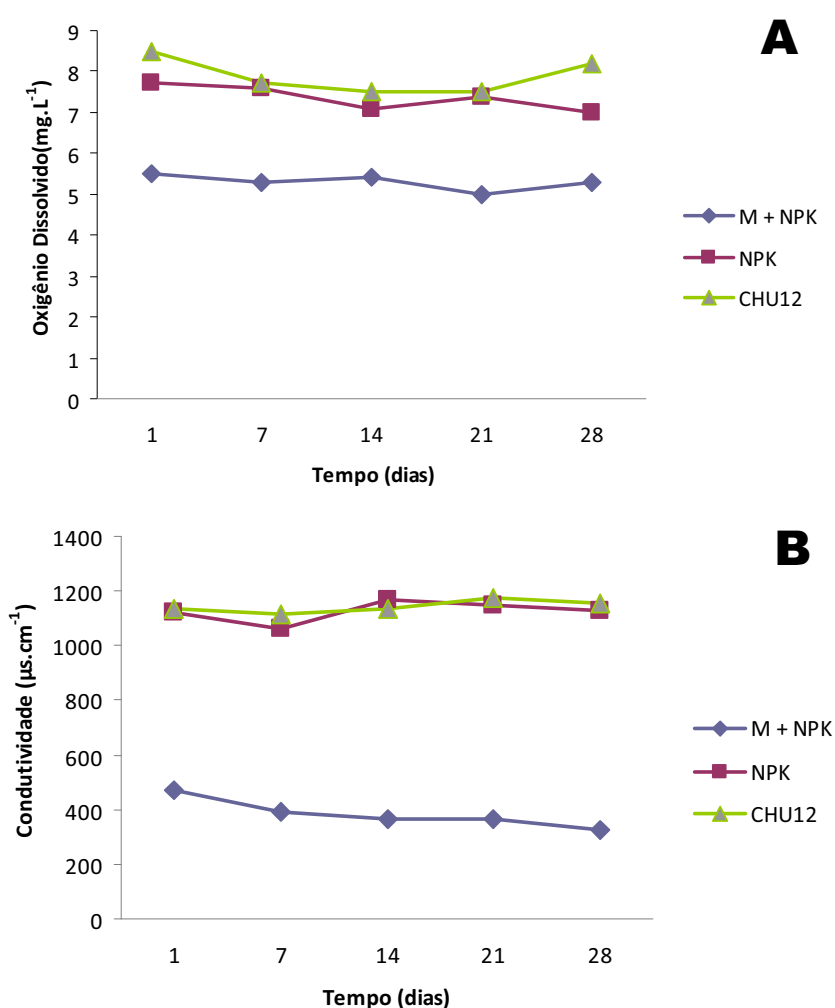 A
9
8
7
6
5
4
3
2
1
0
Oxigênio Dissolvido(mg.L⁻¹)
1 7 14 21 28
Tempo (dias)
M + NPK
NPK
CHU12
B
1400
1200
1000
800
600
400
200
0
Condutividade (µs.cm⁻¹)
1 7 14 21 28
Tempo (dias)
M + NPK
NPK
CHU12